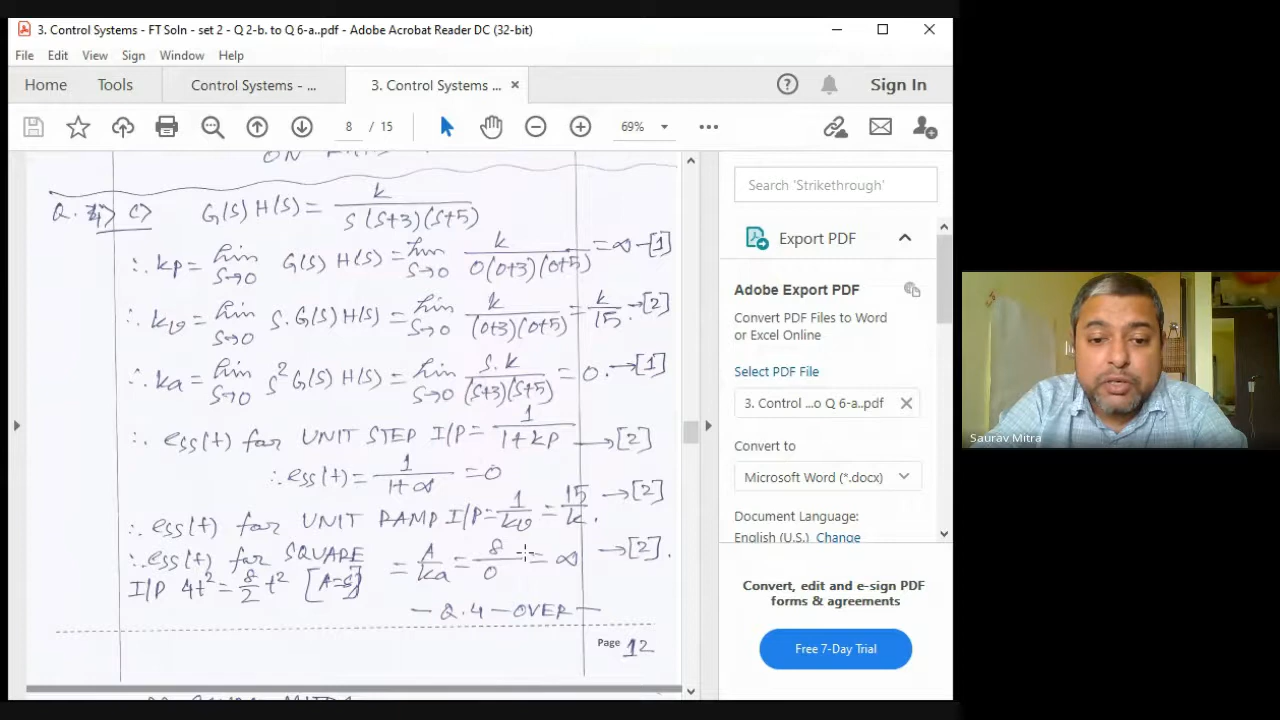 3. Control Systems - FT Soln - set 2 - Q 2-b. to Q 6-a..pdf - Adobe Acrobat Reader DC (32-bit)
File Edit View Sign Window Help
Home Tools Control Systems - ... 3. Control Systems ... × Sign In
8 / 15 69%
Q. 4> C> G(S) H(S) = k / S(S+3)(S+5)
∴ kp = lim S→0 G(S) H(S) = lim S→0 k / 0(0+3)(0+5) = ∞ → [1]
∴ kv = lim S→0 S. G(S) H(S) = lim S→0 k / (0+3)(0+5) = k/15. → [2]
∴ ka = lim S→0 S² G(S) H(S) = lim S→0 S.k / (S+3)(S+5) = 0. → [1]
∴ ess(t) for UNIT STEP I/P = 1 / 1+kp → [2]
∴ ess(t) = 1 / 1+∞ = 0
∴ ess(t) for UNIT RAMP I/P = 1/kv = 15/k. → [2]
∴ ess(t) for SQUARE = A/ka = 8/0 = ∞ → [2].
I/P 4t² = 8/2 t² [A=8]
— Q.4 — OVER —
Page 12
Search 'Strikethrough'
Export PDF
Adobe Export PDF
Convert PDF Files to Word
or Excel Online
Select PDF File
3. Control ...o Q 6-a..pdf
Convert to
Microsoft Word (*.docx)
Document Language:
English (U.S.) Change
Convert, edit and e-sign PDF
forms & agreements
Free 7-Day Trial
Saurav Mitra